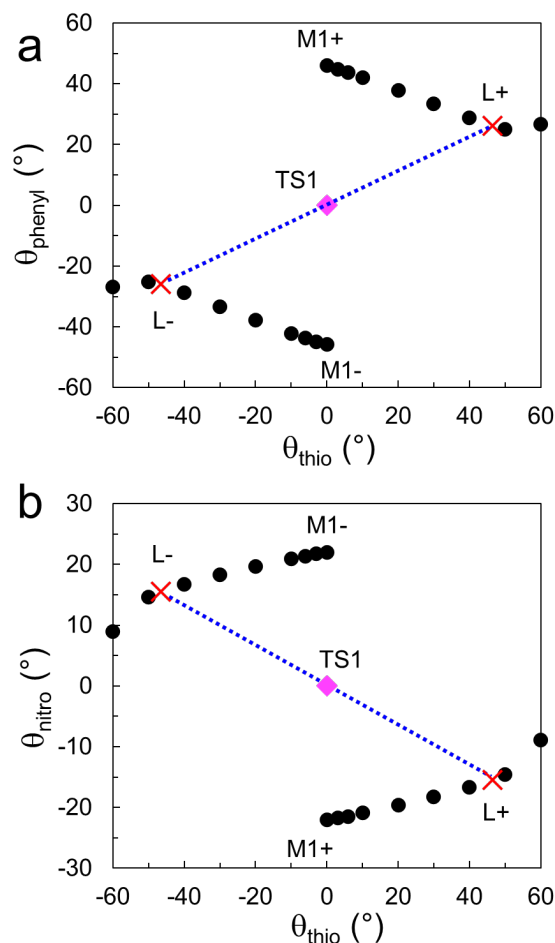 a
M1+
L+
TS1
L-
M1-
θphenyl (°)
60
40
20
0
-20
-40
-60
-60 -40 -20 0 20 40 60
θthio (°)
b
M1-
L-
TS1
L+
M1+
θnitro (°)
30
20
10
0
-10
-20
-30
-60 -40 -20 0 20 40 60
θthio (°)